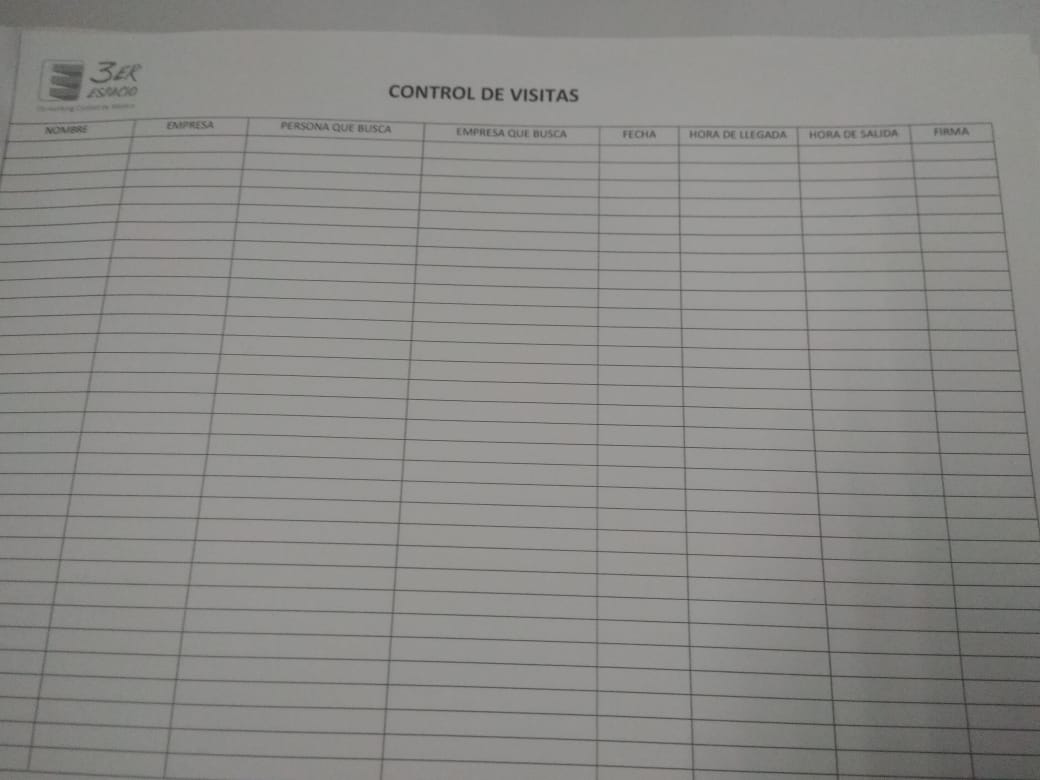 3ER
ESPACIO
CONTROL DE VISITAS
NOMBRE EMPRESA PERSONA QUE BUSCA EMPRESA QUE BUSCA FECHA HORA DE LLEGADA HORA DE SALIDA FIRMA